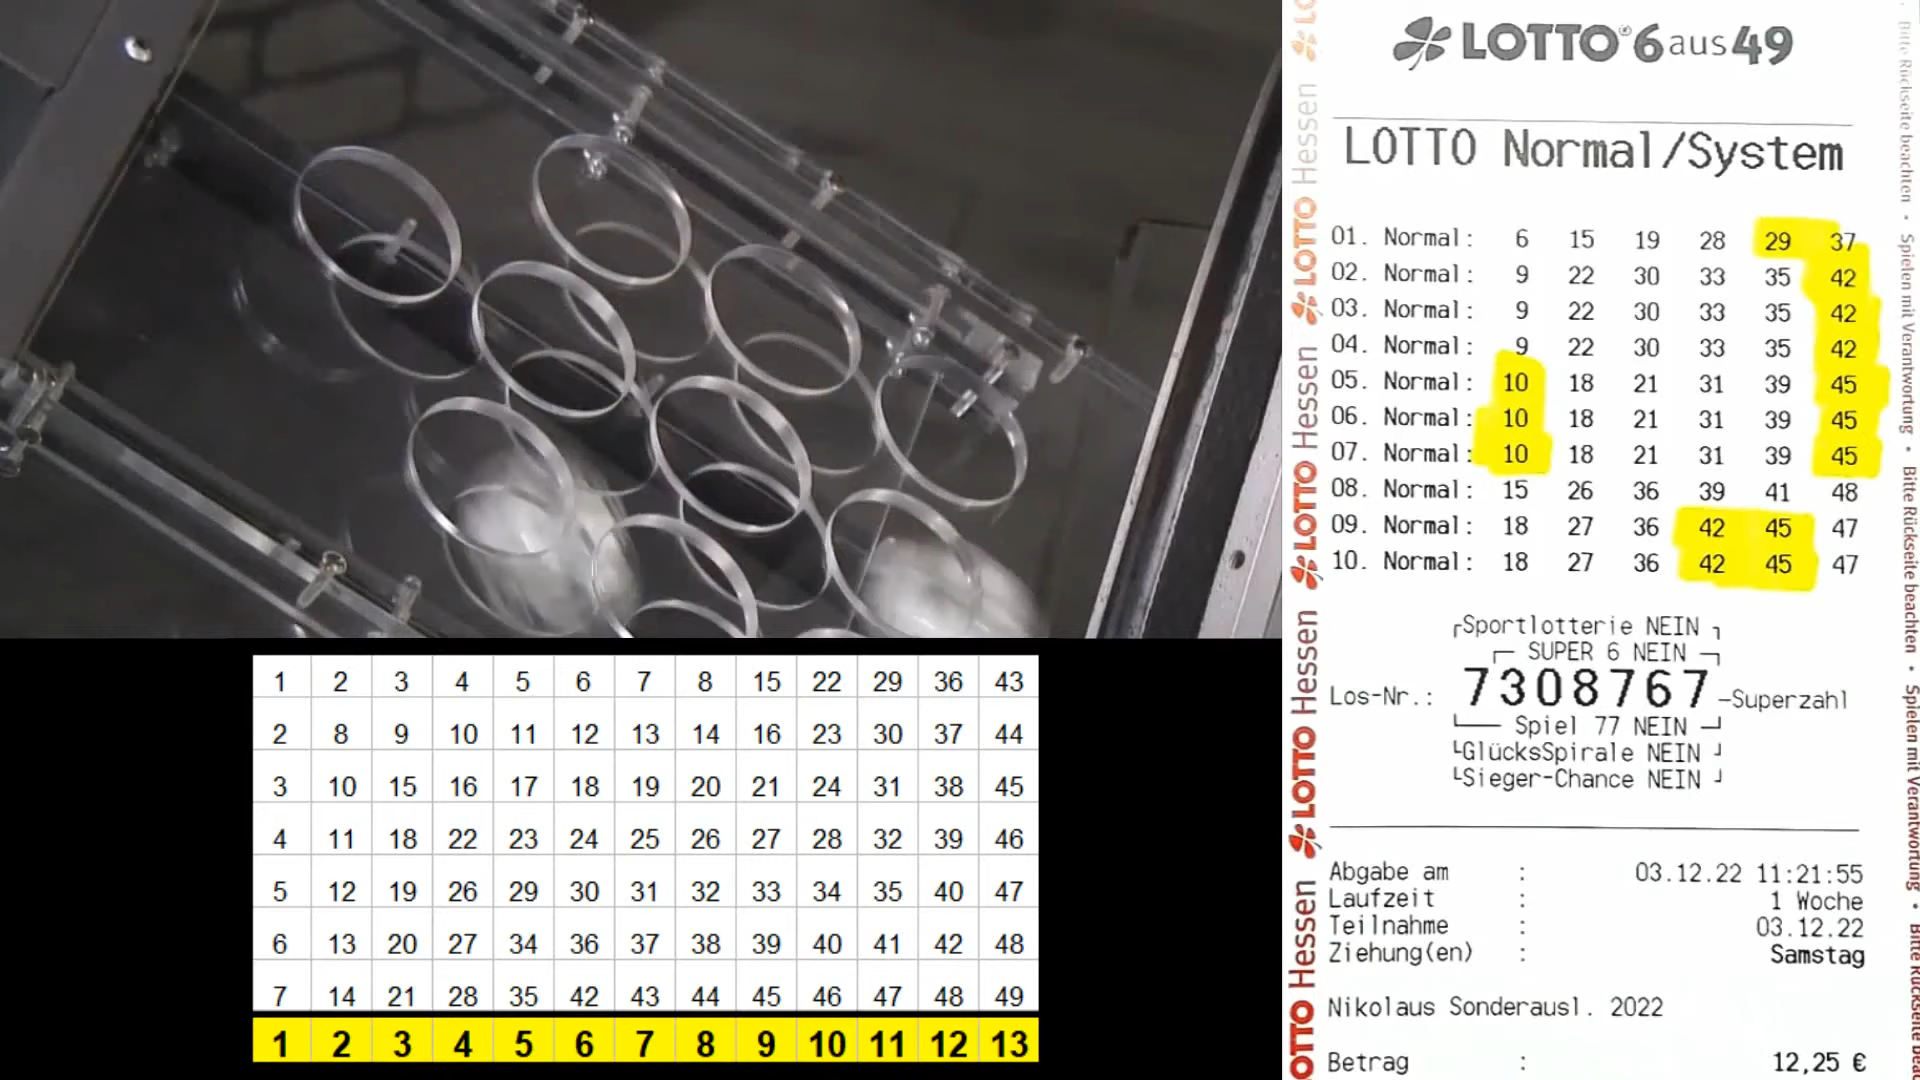 LOTTO® 6aus49
LOTTO Normal/System
01. Normal: 6 15 19 28 29 37
02. Normal: 9 22 30 33 35 42
03. Normal: 9 22 30 33 35 42
04. Normal: 9 22 30 33 35 42
05. Normal: 10 18 21 31 39 45
06. Normal: 10 18 21 31 39 45
07. Normal: 10 18 21 31 39 45
08. Normal: 15 26 36 39 41 48
09. Normal: 18 27 36 42 45 47
10. Normal: 18 27 36 42 45 47
Sportlotterie NEIN
SUPER 6 NEIN
Los-Nr.: 7308767-Superzahl
Spiel 77 NEIN
GlücksSpirale NEIN
Sieger-Chance NEIN
Abgabe am : 03.12.22 11:21:55
Laufzeit : 1 Woche
Teilnahme : 03.12.22
Ziehung(en) : Samstag
Nikolaus Sonderausl. 2022
Betrag : 12,25 €
LOTTO Hessen LOTTO Hessen LOTTO Hessen LOTTO Hessen
Bitte Rückseite beachten • Spielen mit Verantwortung • Bitte Rückseite beachten • Spielen mit Verantwortung • Bitte Rückseite
1 2 3 4 5 6 7 8 15 22 29 36 43
2 8 9 10 11 12 13 14 16 23 30 37 44
3 10 15 16 17 18 19 20 21 24 31 38 45
4 11 18 22 23 24 25 26 27 28 32 39 46
5 12 19 26 29 30 31 32 33 34 35 40 47
6 13 20 27 34 36 37 38 39 40 41 42 48
7 14 21 28 35 42 43 44 45 46 47 48 49
1 2 3 4 5 6 7 8 9 10 11 12 13